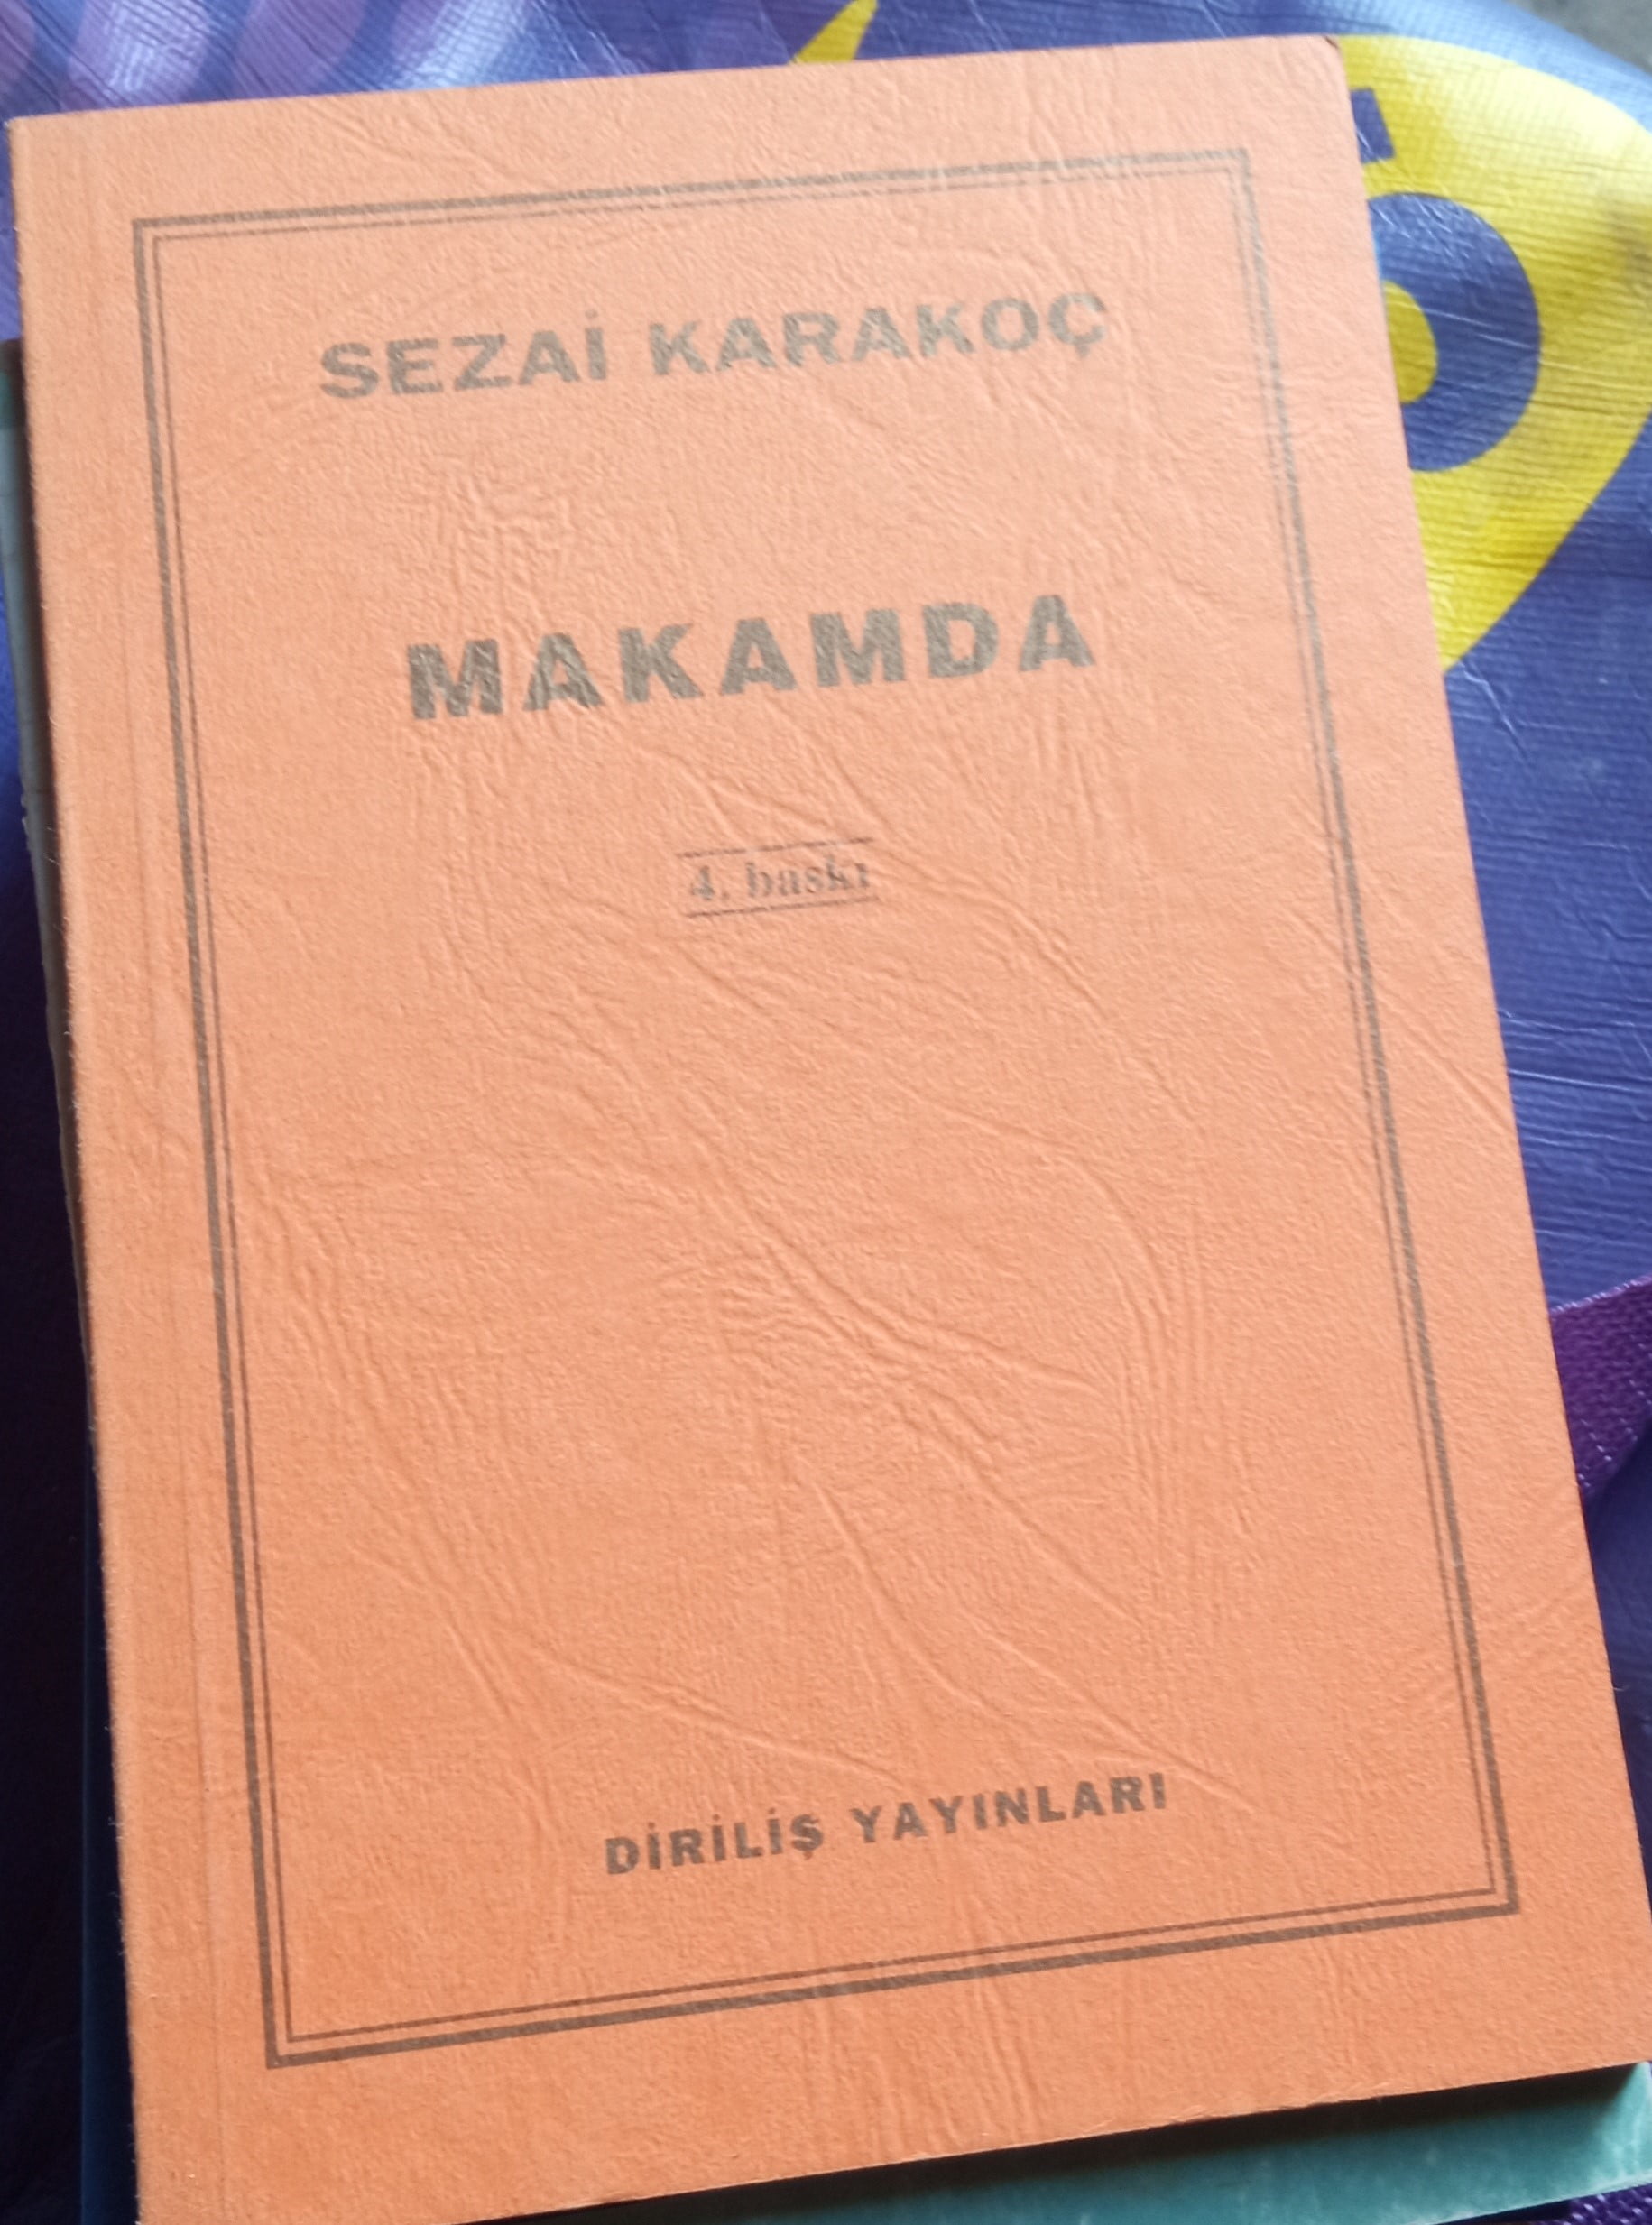 SEZAİ KARAKOÇ
MAKAMDA
4. baskı
DİRİLİŞ YAYINLARI